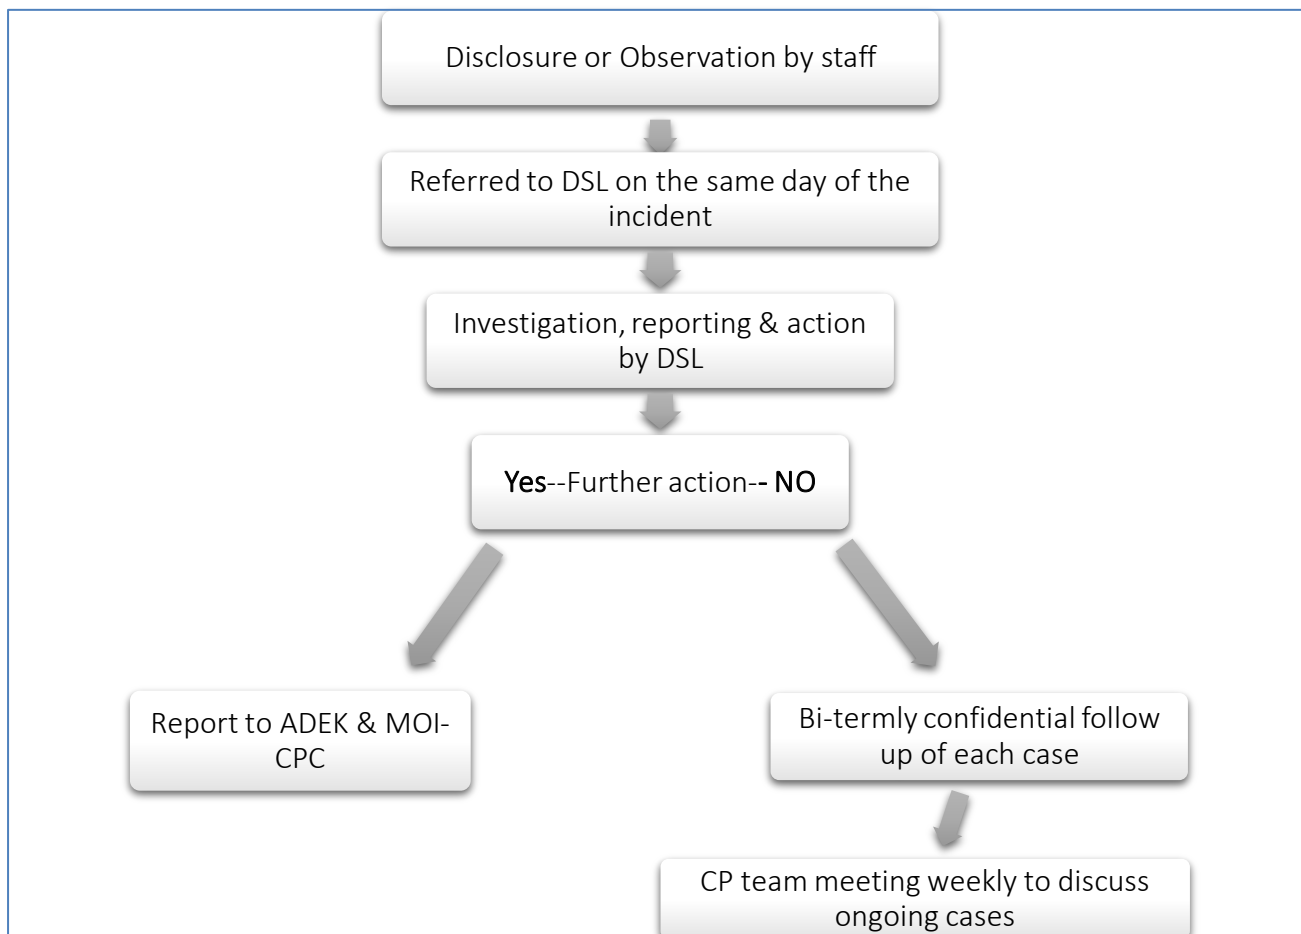 Disclosure or Observation by staff
Referred to DSL on the same day of the
incident
Investigation, reporting & action
by DSL
Yes--Further action-- NO
Report to ADEK & MOI-
CPC
Bi-termly confidential follow
up of each case
CP team meeting weekly to discuss
ongoing cases